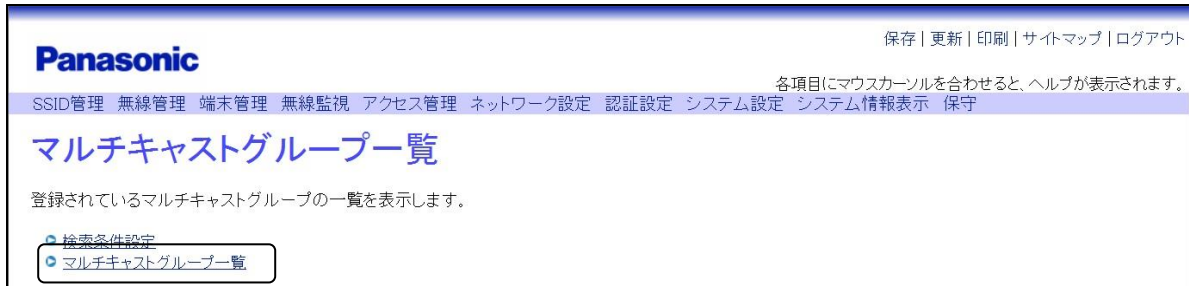 保存 | 更新 | 印刷 | サイトマップ | ログアウト
Panasonic
各項目にマウスカーソルを合わせると、ヘルプが表示されます。
SSID管理 無線管理 端末管理 無線監視 アクセス管理 ネットワーク設定 認証設定 システム設定 システム情報表示 保守
マルチキャストグループ一覧
登録されているマルチキャストグループの一覧を表示します。
検索条件設定
マルチキャストグループ一覧